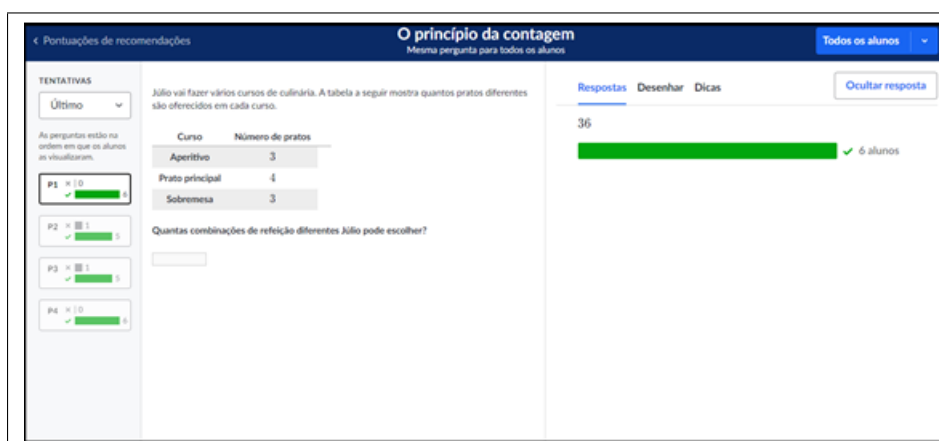 ‹ Pontuações de recomendações
O princípio da contagem
Mesma pergunta para todos os alunos
Todos os alunos
TENTATIVAS
Último
As perguntas estão na
ordem em que os alunos
as visualizaram.
P1 × 0
✓ 6
P2 × 1
✓ 5
P3 × 1
✓ 5
P4 × 0
✓ 6
Júlio vai fazer vários cursos de culinária. A tabela a seguir mostra quantos pratos diferentes
são oferecidos em cada curso.
Curso Número de pratos
Aperitivo 3
Prato principal 4
Sobremesa 3
Quantas combinações de refeição diferentes Júlio pode escolher?
Respostas Desenhar Dicas
Ocultar resposta
36
✓ 6 alunos